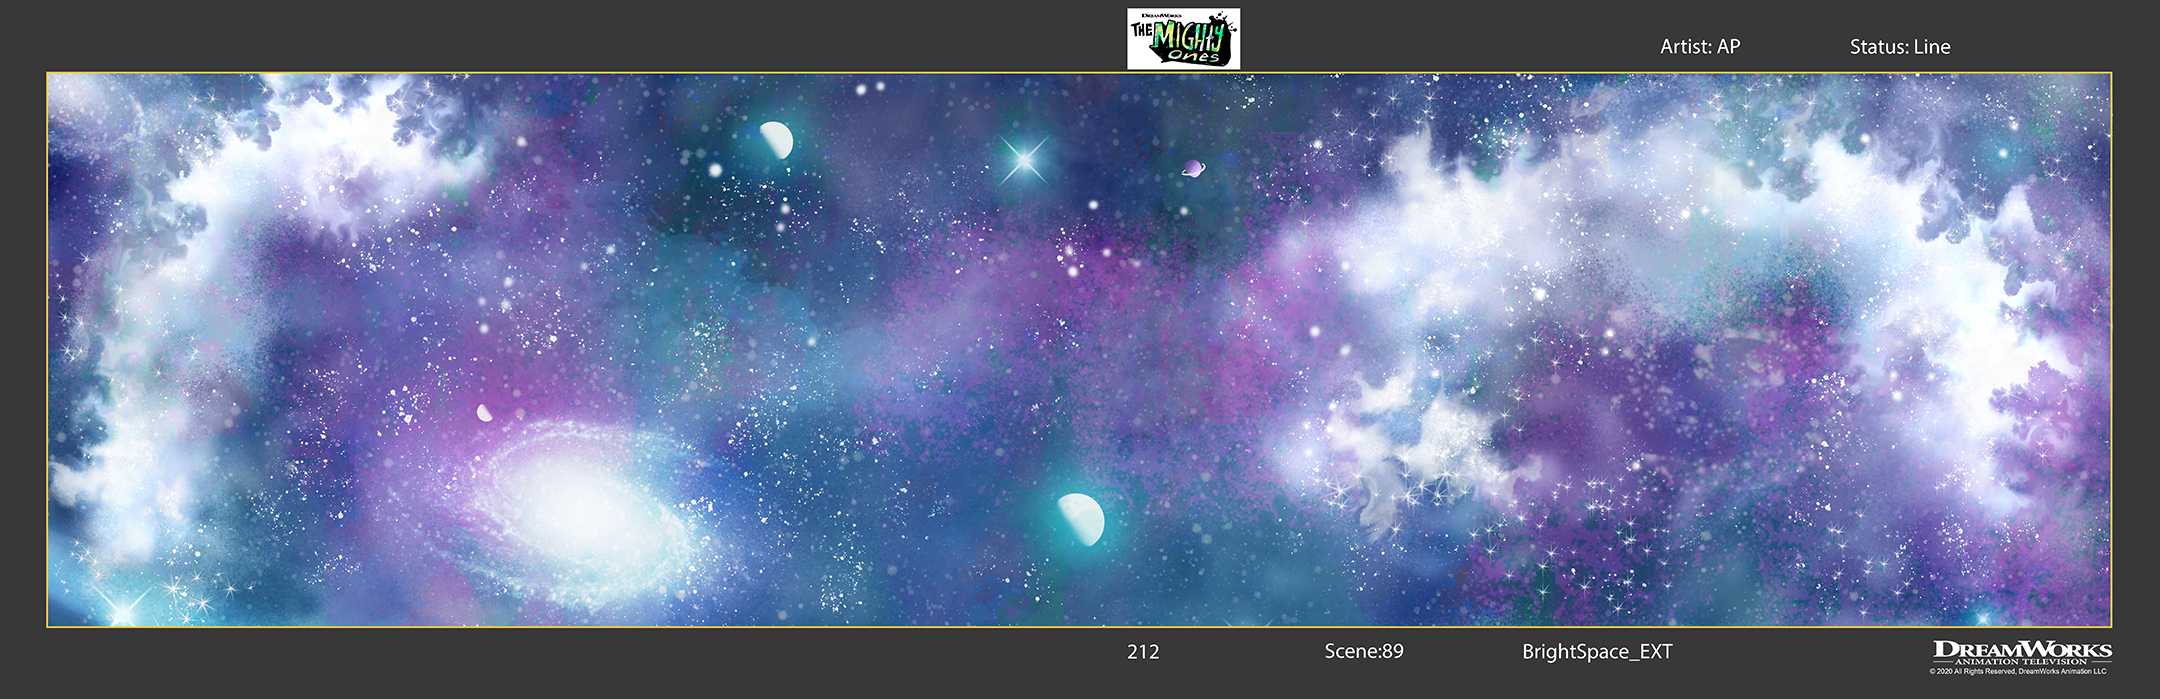 DREAMWORKS
THE MIGHTY
ones
Artist: AP
Status: Line
212
Scene:89
BrightSpace_EXT
DREAMWORKS
ANIMATION TELEVISION
© 2020 All Rights Reserved, DreamWorks Animation LLC